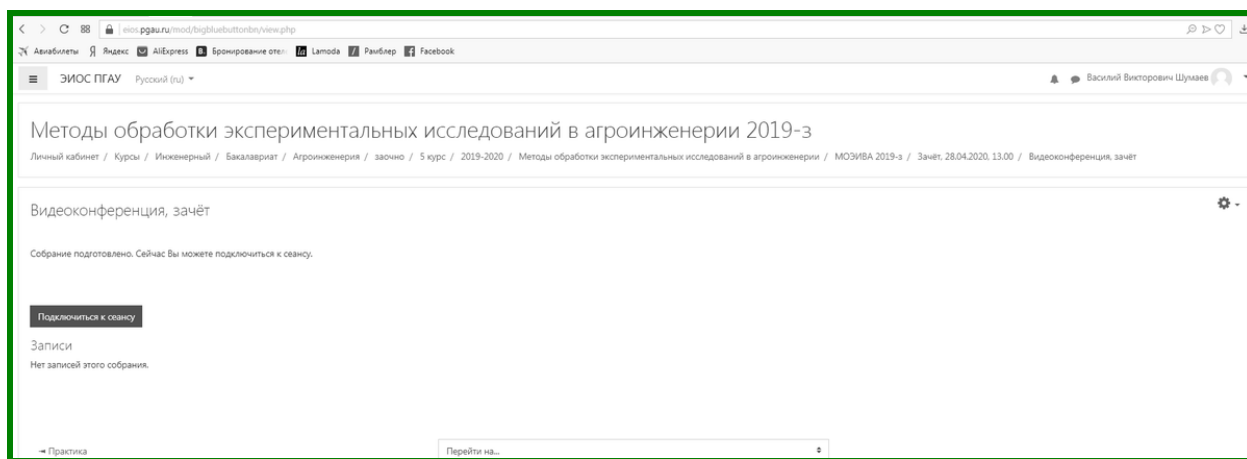 eios.pgau.ru/mod/bigbluebuttonbn/view.php
Авиабилеты Яндекс AliExpress Бронирование отел Lamoda Рамблер Facebook
ЭИОС ПГАУ Русский (ru) Василий Викторович Шумаев
Методы обработки экспериментальных исследований в агроинженерии 2019-з
Личный кабинет / Курсы / Инженерный / Бакалавриат / Агроинженерия / заочно / 5 курс / 2019-2020 / Методы обработки экспериментальных исследований в агроинженерии / МОЭИВА 2019-з / Зачёт, 28.04.2020, 13.00 / Видеоконференция, зачёт
Видеоконференция, зачёт
Собрание подготовлено. Сейчас Вы можете подключиться к сеансу.
Подключиться к сеансу
Записи
Нет записей этого собрания.
◄ Практика Перейти на...